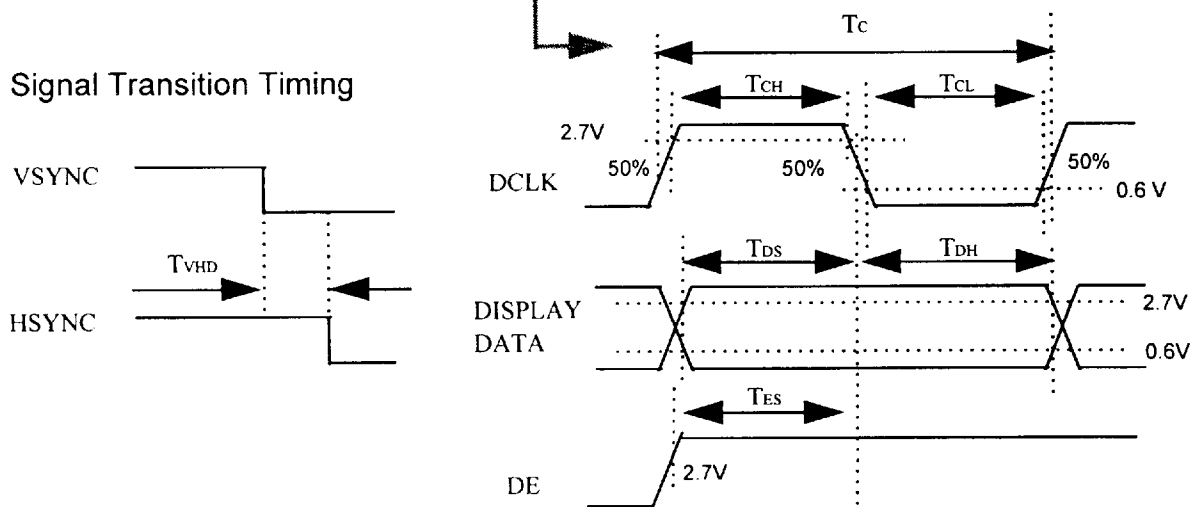 Signal Transition Timing
VSYNC
TVHD
HSYNC
Tc
TCH
TCL
2.7V
50%
50%
50%
DCLK
0.6 V
TDS
TDH
DISPLAY
DATA
2.7V
0.6V
TES
2.7V
DE